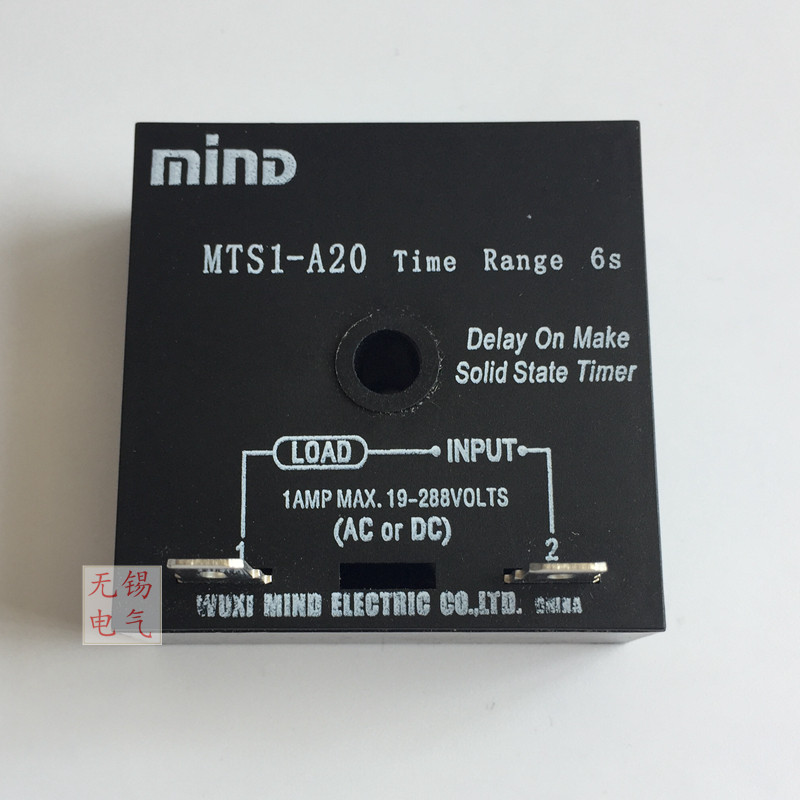 minD
MTS1-A20 Time Range 6s
Delay On Make
Solid State Timer
LOAD INPUT
1AMP MAX. 19-288VOLTS
(AC or DC)
1 2
WUXI MIND ELECTRIC CO.,LTD. CHINA
无锡
电气